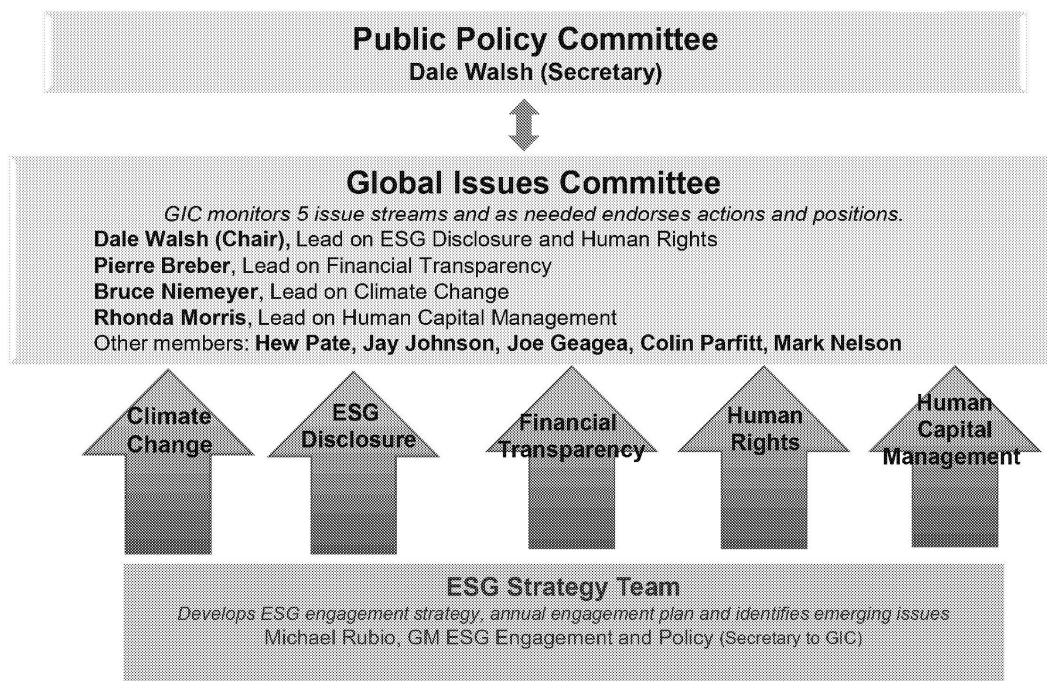 Public Policy Committee
Dale Walsh (Secretary)
Global Issues Committee
GIC monitors 5 issue streams and as needed endorses actions and positions.
Dale Walsh (Chair), Lead on ESG Disclosure and Human Rights
Pierre Breber, Lead on Financial Transparency
Bruce Niemeyer, Lead on Climate Change
Rhonda Morris, Lead on Human Capital Management
Other members: Hew Pate, Jay Johnson, Joe Geagea, Colin Parfitt, Mark Nelson
Climate
Change
ESG
Disclosure
Financial
Transparency
Human
Rights
Human
Capital
Management
ESG Strategy Team
Develops ESG engagement strategy, annual engagement plan and identifies emerging issues
Michael Rubio, GM ESG Engagement and Policy (Secretary to GIC)